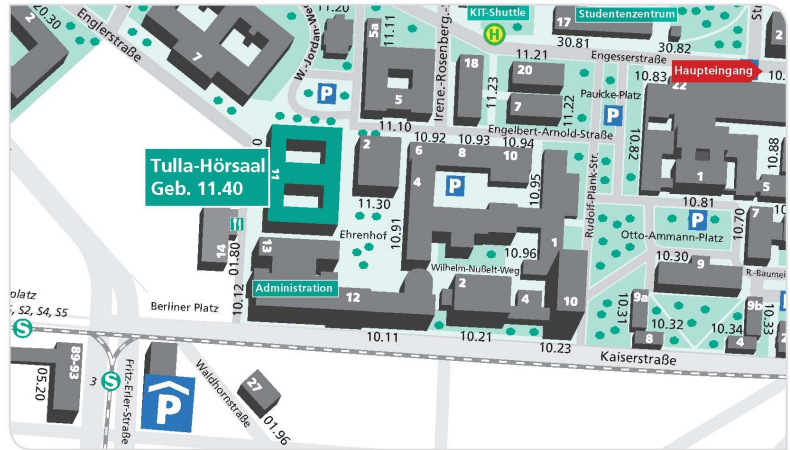 20.30
2
Englerstraße
7
11.20
W.-Jordan-Weg
5a
11.11
Irene.-Rosenberg.-
KIT-Shuttle
H
17
Studentenzentrum
30.81
30.82
Engesserstraße
11.21
10.83
Haupteingang
22
18
20
11.23
7
11.22
Paulcke-Platz
P
P
5
11.10
10.92
10.93
10.94
Engelbert-Arnold-Straße
10.82
10.88
Tulla-Hörsaal
Geb. 11.40
11
2
6
8
10
4
P
10.95
Rudolf-Plank-Str.
1
5
10.81
11.30
10.91
Ehrenhof
14
01.80
13
10.96
1
Otto-Ammann-Platz
P
10.70
7
Wilhelm-Nußelt-Weg
10.30
9
R.-Baumei
Administration
12
2
4
10
9a
9b
10.31
10.32
10.34
10.33
8
4
platz
S2, S4, S5
S
Berliner Platz
10.12
10.11
10.21
10.23
Kaiserstraße
89-93
05.20
3
S
Fritz-Erler-Straße
P
Waldhornstraße
27
01.96